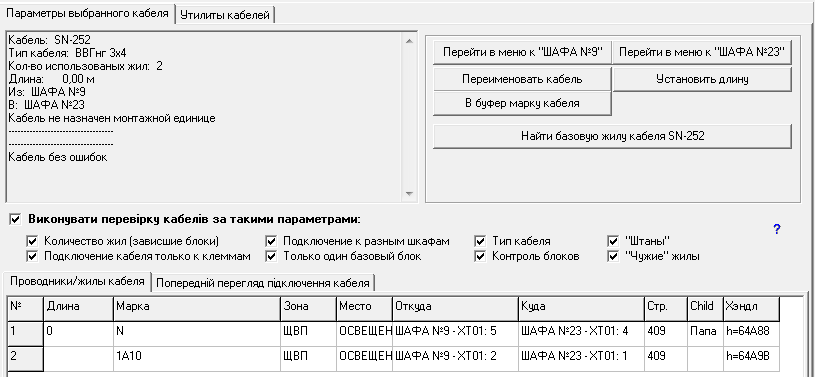 Параметры выбранного кабеля Утилиты кабелей
Кабель: SN-252
Тип кабеля: ВВГнг 3х4
Кол-во использованых жил: 2
Длина: 0,00 м
Из: ШАФА №9
В: ШАФА №23
Кабель не назначен монтажной единице
----------------------------------
----------------------------------
Кабель без ошибок
Перейти в меню к "ШАФА №9" Перейти в меню к "ШАФА №23"
Переименовать кабель Установить длину
В буфер марку кабеля
Найти базовую жилу кабеля SN-252
Виконувати перевірку кабелів за такими параметрами:
?
Количество жил (зависшие блоки) Подключение к разным шкафам Тип кабеля "Штаны"
Подключение кабеля только к клеммам Только один базовый блок Контроль блоков "Чужие" жилы
Проводники/жилы кабеля Попередній перегляд підключення кабеля
№ Длина Марка Зона Место Откуда Куда Стр. Child Хэндл
1 0 N ЩВП ОСВЕЩЕН ШАФА №9 - XT01: 5 ШАФА №23 - XT01: 4 409 Папа h=64A88
2 1A10 ЩВП ОСВЕЩЕН ШАФА №9 - XT01: 2 ШАФА №23 - XT01: 1 409 h=64A9B